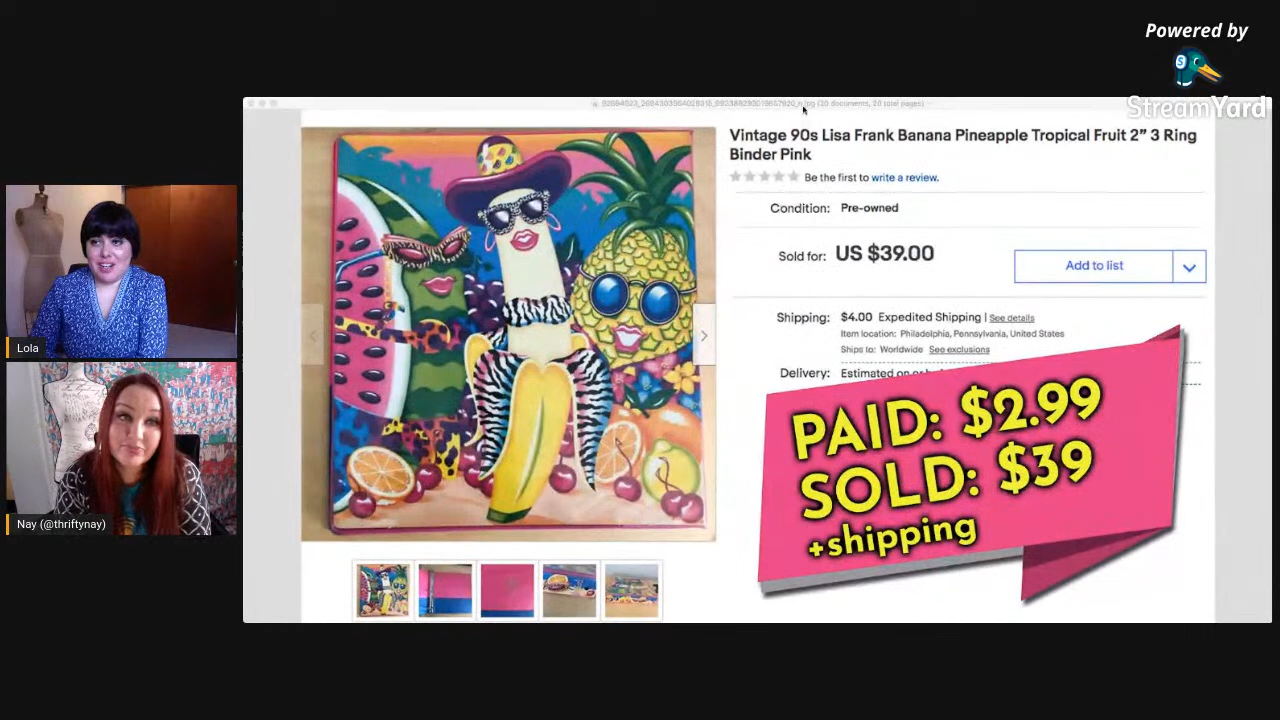 Powered by
StreamYard
Vintage 90s Lisa Frank Banana Pineapple Tropical Fruit 2” 3 Ring
Binder Pink
Be the first to write a review.
Condition: Pre-owned
Sold for: US $39.00
Add to list
Shipping: $4.00 Expedited Shipping | See details
Item location: Philadelphia, Pennsylvania, United States
Ships to: Worldwide See exclusions
Delivery: Estimated on or
PAID: $2.99
SOLD: $39
+shipping
Lola
Nay (@thriftynay)